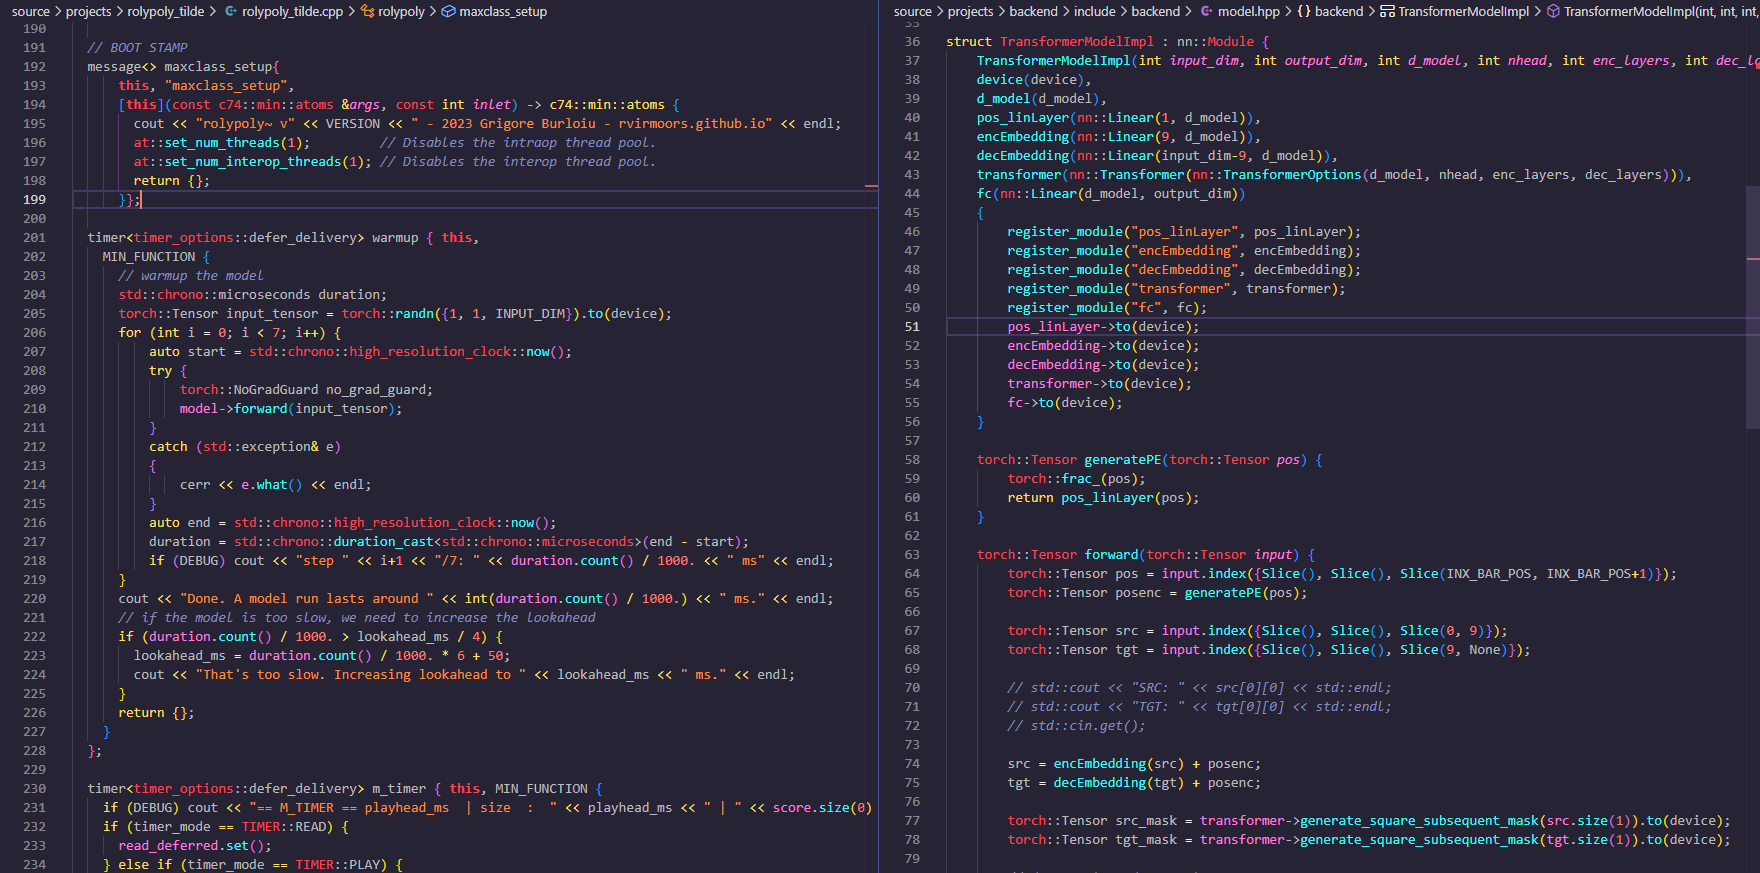 source > projects > rolypoly_tilde > rolypoly_tilde.cpp > rolypoly > maxclass_setup
190
191 // BOOT STAMP
192 message<> maxclass_setup{
193 this, "maxclass_setup",
194 [this](const c74::min::atoms &args, const int inlet) -> c74::min::atoms {
195 cout << "rolypoly~ v" << VERSION << " - 2023 Grigore Burloiu - rvirmoors.github.io" << endl;
196 at::set_num_threads(1); // Disables the intraop thread pool.
197 at::set_num_interop_threads(1); // Disables the interop thread pool.
198 return {};
199 }};
200
201 timer<timer_options::defer_delivery> warmup { this,
202 MIN_FUNCTION {
203 // warmup the model
204 std::chrono::microseconds duration;
205 torch::Tensor input_tensor = torch::randn({1, 1, INPUT_DIM}).to(device);
206 for (int i = 0; i < 7; i++) {
207 auto start = std::chrono::high_resolution_clock::now();
208 try {
209 torch::NoGradGuard no_grad_guard;
210 model->forward(input_tensor);
211 }
212 catch (std::exception& e)
213 {
214 cerr << e.what() << endl;
215 }
216 auto end = std::chrono::high_resolution_clock::now();
217 duration = std::chrono::duration_cast<std::chrono::microseconds>(end - start);
218 if (DEBUG) cout << "step " << i+1 << "/7: " << duration.count() / 1000. << " ms" << endl;
219 }
220 cout << "Done. A model run lasts around " << int(duration.count() / 1000.) << " ms." << endl;
221 // if the model is too slow, we need to increase the lookahead
222 if (duration.count() / 1000. > lookahead_ms / 4) {
223 lookahead_ms = duration.count() / 1000. * 6 + 50;
224 cout << "That's too slow. Increasing lookahead to " << lookahead_ms << " ms." << endl;
225 }
226 return {};
227 }
228 };
229
230 timer<timer_options::defer_delivery> m_timer { this, MIN_FUNCTION {
231 if (DEBUG) cout << "== M_TIMER == playhead_ms | size : " << playhead_ms << " | " << score.size(0)
232 if (timer_mode == TIMER::READ) {
233 read_deferred.set();
234 } else if (timer_mode == TIMER::PLAY) {
source > projects > backend > include > backend > model.hpp > {} backend > TransformerModelImpl > TransformerModelImpl(int, int, int,
35
36 struct TransformerModelImpl : nn::Module {
37 TransformerModelImpl(int input_dim, int output_dim, int d_model, int nhead, int enc_layers, int dec_la
38 device(device),
39 d_model(d_model),
40 pos_linLayer(nn::Linear(1, d_model)),
41 encEmbedding(nn::Linear(9, d_model)),
42 decEmbedding(nn::Linear(input_dim-9, d_model)),
43 transformer(nn::Transformer(nn::TransformerOptions(d_model, nhead, enc_layers, dec_layers))),
44 fc(nn::Linear(d_model, output_dim))
45 {
46 register_module("pos_linLayer", pos_linLayer);
47 register_module("encEmbedding", encEmbedding);
48 register_module("decEmbedding", decEmbedding);
49 register_module("transformer", transformer);
50 register_module("fc", fc);
51 pos_linLayer->to(device);
52 encEmbedding->to(device);
53 decEmbedding->to(device);
54 transformer->to(device);
55 fc->to(device);
56 }
57
58 torch::Tensor generatePE(torch::Tensor pos) {
59 torch::frac_(pos);
60 return pos_linLayer(pos);
61 }
62
63 torch::Tensor forward(torch::Tensor input) {
64 torch::Tensor pos = input.index({Slice(), Slice(), Slice(INX_BAR_POS, INX_BAR_POS+1)});
65 torch::Tensor posenc = generatePE(pos);
66
67 torch::Tensor src = input.index({Slice(), Slice(), Slice(0, 9)});
68 torch::Tensor tgt = input.index({Slice(), Slice(), Slice(9, None)});
69
70 // std::cout << "SRC: " << src[0][0] << std::endl;
71 // std::cout << "TGT: " << tgt[0][0] << std::endl;
72 // std::cin.get();
73
74 src = encEmbedding(src) + posenc;
75 tgt = decEmbedding(tgt) + posenc;
76
77 torch::Tensor src_mask = transformer->generate_square_subsequent_mask(src.size(1)).to(device);
78 torch::Tensor tgt_mask = transformer->generate_square_subsequent_mask(tgt.size(1)).to(device);
79